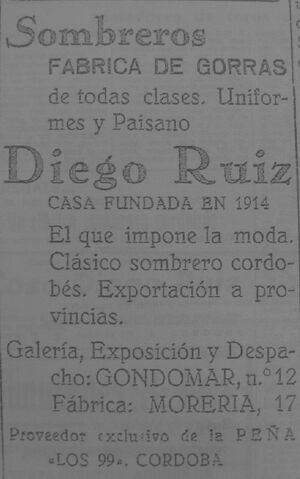 Sombreros
FABRICA DE GORRAS
de todas clases. Unifor-
mes y Paisano
Diego Ruiz
CASA FUNDADA EN 1914
El que impone la moda.
Clásico sombrero cordo-
bés. Exportación a pro-
vincias.
Galería, Exposición y Despa-
cho: GONDOMAR, n.º 12
Fábrica: MORERIA, 17
Proveedor exclusivo de la PEÑA
«LOS 99». CORDOBA